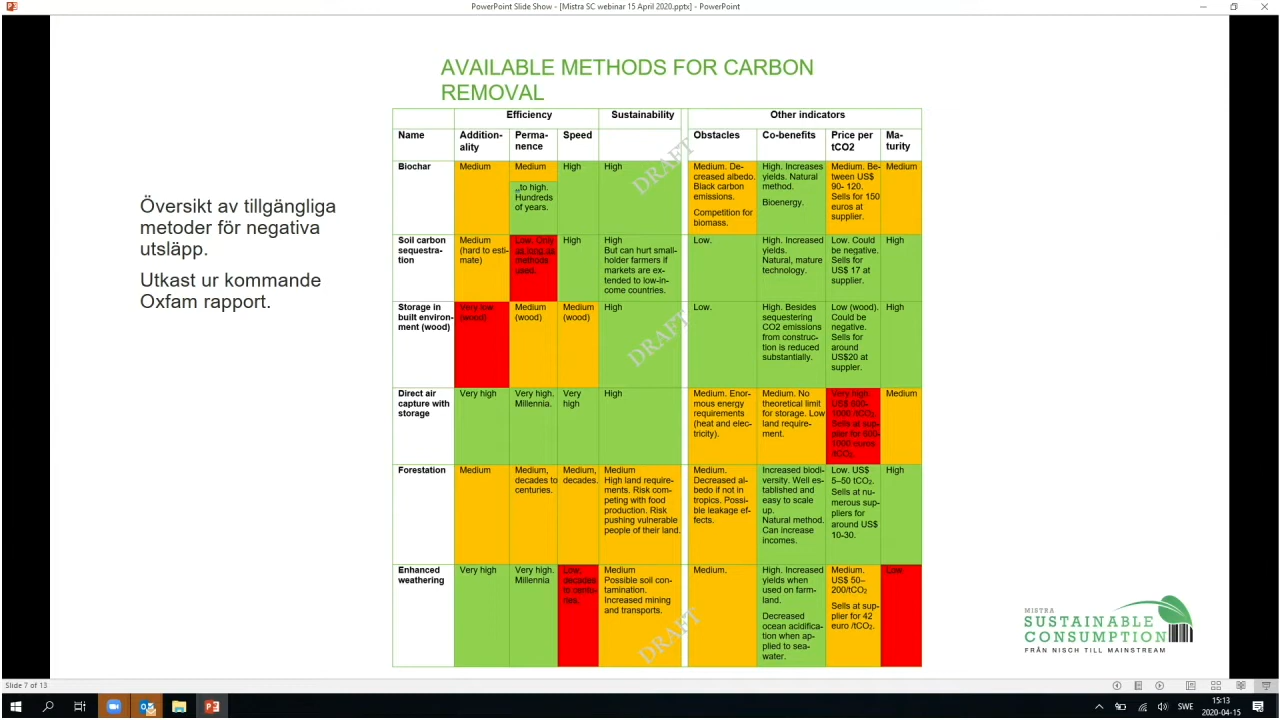 PowerPoint Slide Show - [Mistra SC webinar 15 April 2020.pptx] - PowerPoint
AVAILABLE METHODS FOR CARBON
REMOVAL
Översikt av tillgängliga
metoder för negativa
utsläpp.
Utkast ur kommande
Oxfam rapport.
Efficiency
Sustainability
Other indicators
Name
Addition-
ality
Perma-
nence
Speed
Obstacles
Co-benefits
Price per
tCO2
Ma-
turity
Biochar
Medium
Medium
,,to high.
Hundreds
of years.
High
High
Medium. De-
creased albedo.
Black carbon
emissions.
Competition for
biomass.
High. Increases
yields. Natural
method.
Bioenergy.
Medium. Be-
tween US$
90- 120.
Sells for 150
euros at
supplier.
Medium
Soil carbon
sequestra-
tion
Medium
(hard to esti-
mate)
Low. Only
as long as
methods
used.
High
High
But can hurt small-
holder farmers if
markets are ex-
tended to low-in-
come countries.
Low.
High. Increased
yields.
Natural, mature
technology.
Low. Could
be negative.
Sells for
US$ 17 at
supplier.
High
Storage in
built environ-
ment (wood)
Very low
(wood)
Medium
(wood)
Medium
(wood)
High
Low.
High. Besides
sequestering
CO2 emissions
from construc-
tion is reduced
substantially.
Low (wood).
Could be
negative.
Sells for
around
US$20 at
suppler.
High
Direct air
capture with
storage
Very high
Very high.
Millennia.
Very
high
High
Medium. Enor-
mous energy
requirements
(heat and elec-
tricity).
Medium. No
theoretical limit
for storage. Low
land require-
ment.
Very high.
US$ 600-
1000 /tCO2.
Sells at sup-
plier for
1000 euros
/tCO2.
Medium
Forestation
Medium
Medium,
decades to
centuries.
Medium,
decades.
Medium
High land require-
ments. Risk com-
peting with food
production. Risk
pushing vulnerable
people of their land.
Medium.
Decreased al-
bedo if not in
tropics. Possi-
ble leakage ef-
fects.
Increased biodi-
versity. Well es-
tablished and
easy to scale
up.
Natural method.
Can increase
incomes.
Low. US$
5–50 tCO2.
Sells at nu-
merous sup-
pliers for
around US$
10-30.
High
Enhanced
weathering
Very high
Very high.
Millennia
Low,
decades
to centu-
ries.
Medium
Possible soil con-
tamination.
Increased mining
and transports.
Medium.
High. Increased
yields when
used on farm-
land.
Decreased
ocean acidifica-
tion when ap-
plied to sea-
water.
Medium.
US$ 50–
200/tCO2
Sells at sup-
plier for 42
euro /tCO2.
Low
DRAFT
DRAFT
DRAFT
MISTRA
SUSTAINABLE
CONSUMPTION
FRÅN NISCH TILL MAINSTREAM
Slide 7 of 13
SWE
15:13
2020-04-15